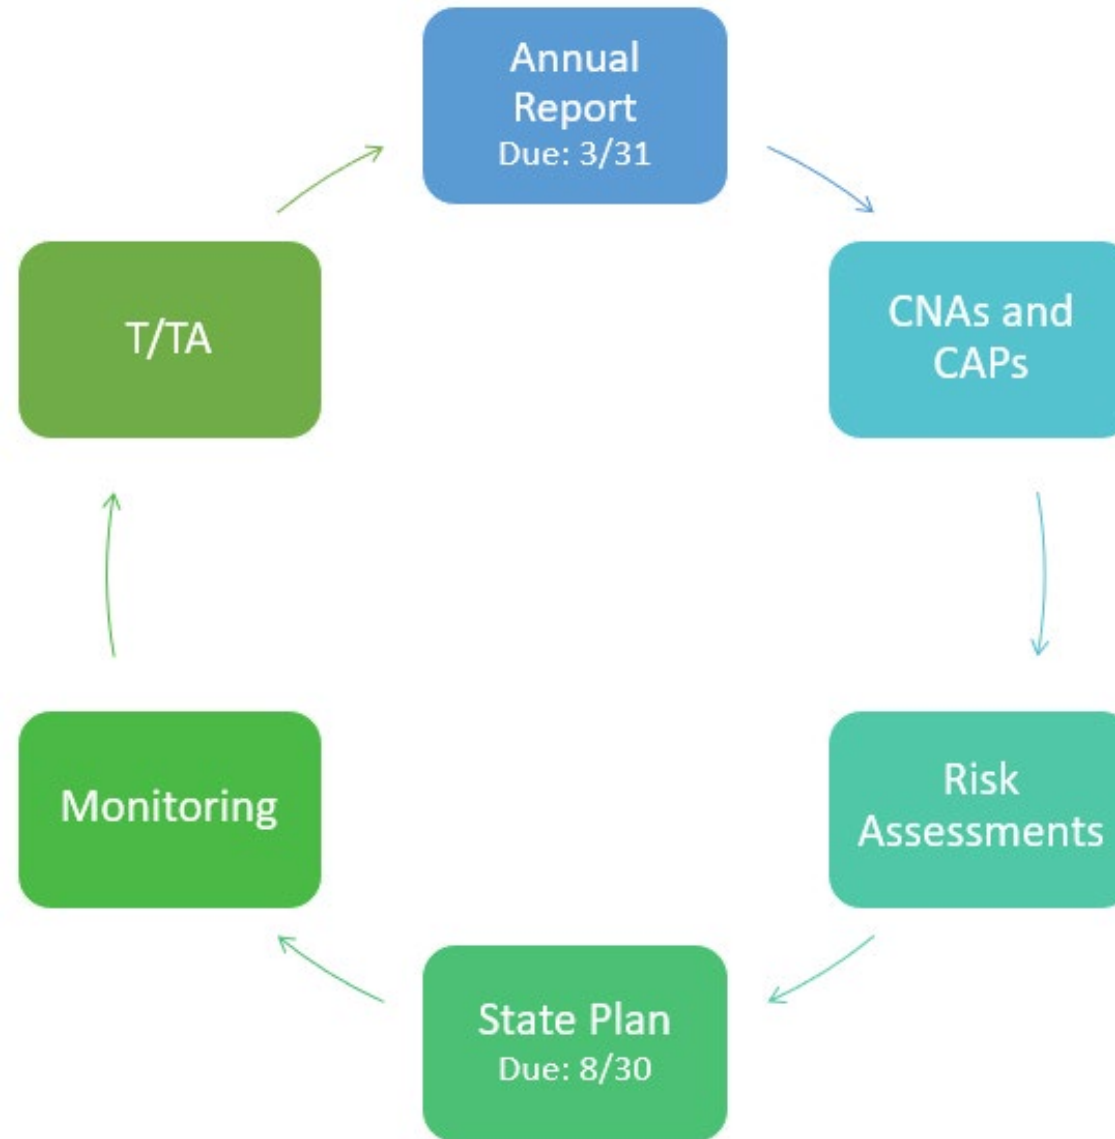 Annual
Report
Due: 3/31
CNAs and
CAPs
Risk
Assessments
State Plan
Due: 8/30
Monitoring
T/TA